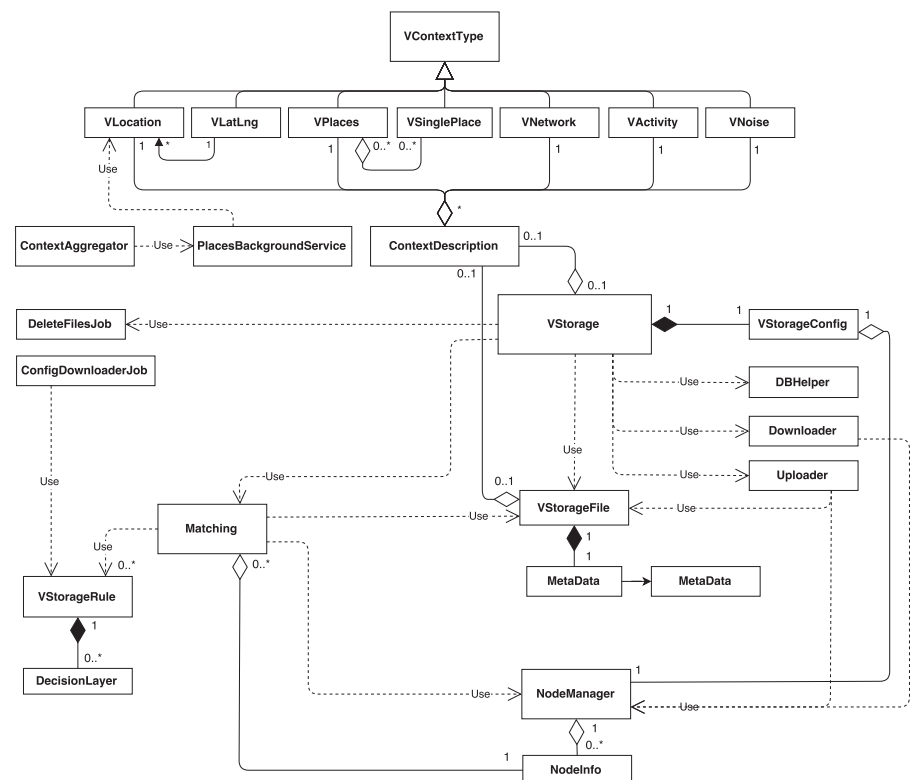 VContextType
VLocation VLatLng VPlaces VSinglePlace VNetwork VActivity VNoise
1 * 1 1 0..* 0..* 1 1 1
Use
*
ContextAggregator Use PlacesBackgroundService ContextDescription 0..1
0..1
0..1
DeleteFilesJob Use VStorage 1 1 VStorageConfig 1
ConfigDownloaderJob
Use DBHelper
Use Downloader
Use
Use Use Uploader
Use
0..1
Matching Use VStorageFile Use
Use
1
0..* 0..* 1
VStorageRule MetaData MetaData
1
0..*
DecisionLayer
1
Use NodeManager Use
1
0..*
1 NodeInfo